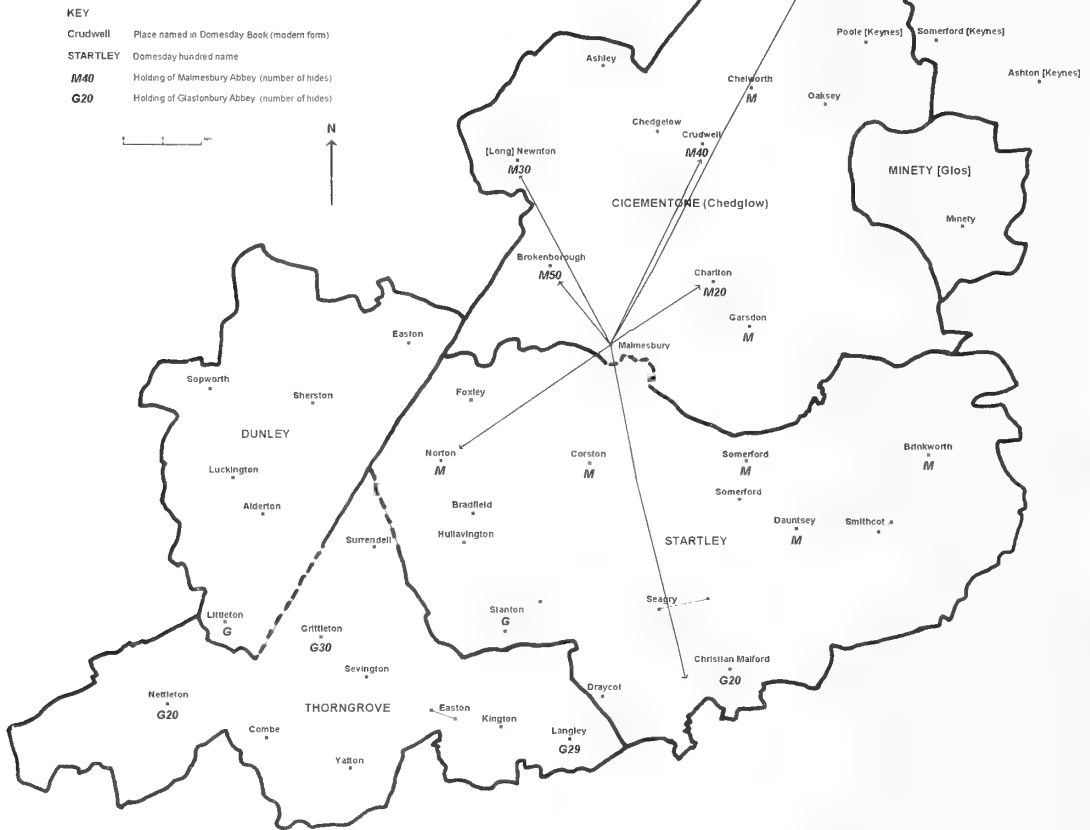 KEY
Crudwell Place named in Domesday Book (modern form)
STARTLEY Domesday hundred name
M40 Holding of Malmesbury Abbey (number of hides)
G20 Holding of Glastonbury Abbey (number of hides)
N
Poole [Keynes]
Somerford [Keynes]
Ashley
Ashton [Keynes]
Chelworth
M
Oaksey
Chedgelow
Crudwell
M40
[Long] Newnton
M30
MINETY [Glos]
CICEMENTONE (Chedglow)
Minety
Brokenborough
M50
Charlton
M20
Garsdon
M
Malmesbury
Easton
Sopworth
Sherston
Foxley
DUNLEY
Norton
M
Corston
M
Somerford
M
Brinkworth
M
Luckington
Somerford
Alderton
Bradfield
Hullavington
Dauntsey
M
Smithcot
Surrendell
STARTLEY
Seagry
Stanton
G
Littleton
G
Grittleton
G30
Christian Malford
G20
Sevington
Nettleton
G20
Draycot
THORNGROVE
Easton
Kington
Combe
Langley
G29
Yatton